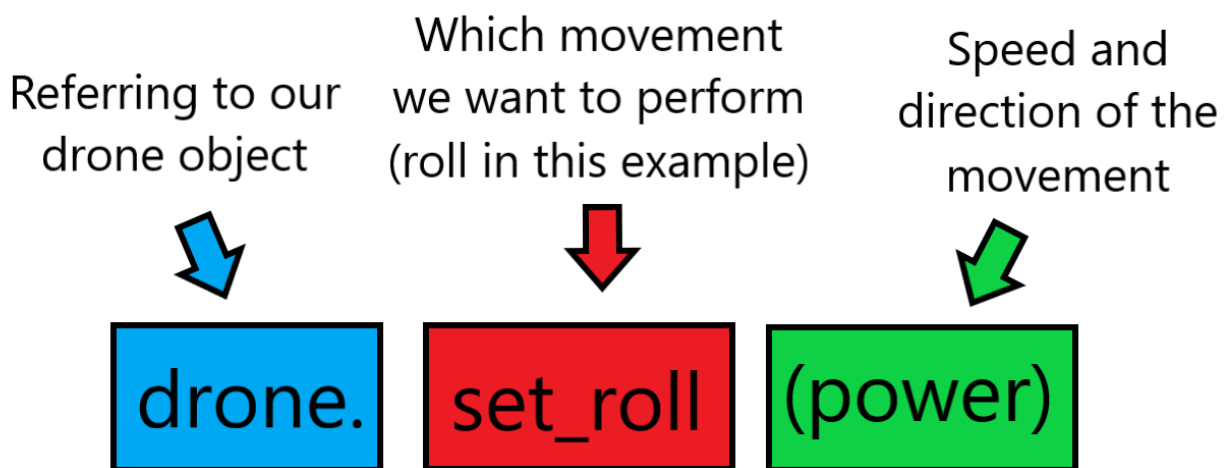 Referring to our
drone object
Which movement
we want to perform
(roll in this example)
Speed and
direction of the
movement
drone.
set_roll
(power)